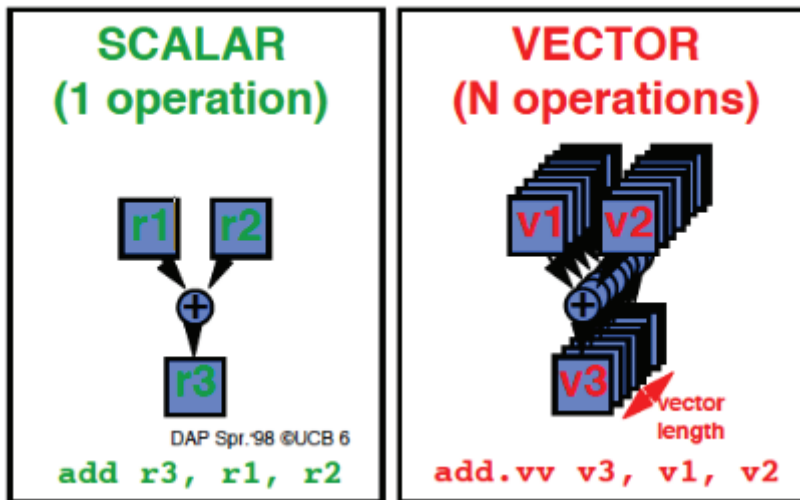 SCALAR
(1 operation)
r1 r2
+
r3
DAP Spr.'98 ©UCB 6
add r3, r1, r2
VECTOR
(N operations)
v1 v2
+
v3
vector
length
add.vv v3, v1, v2